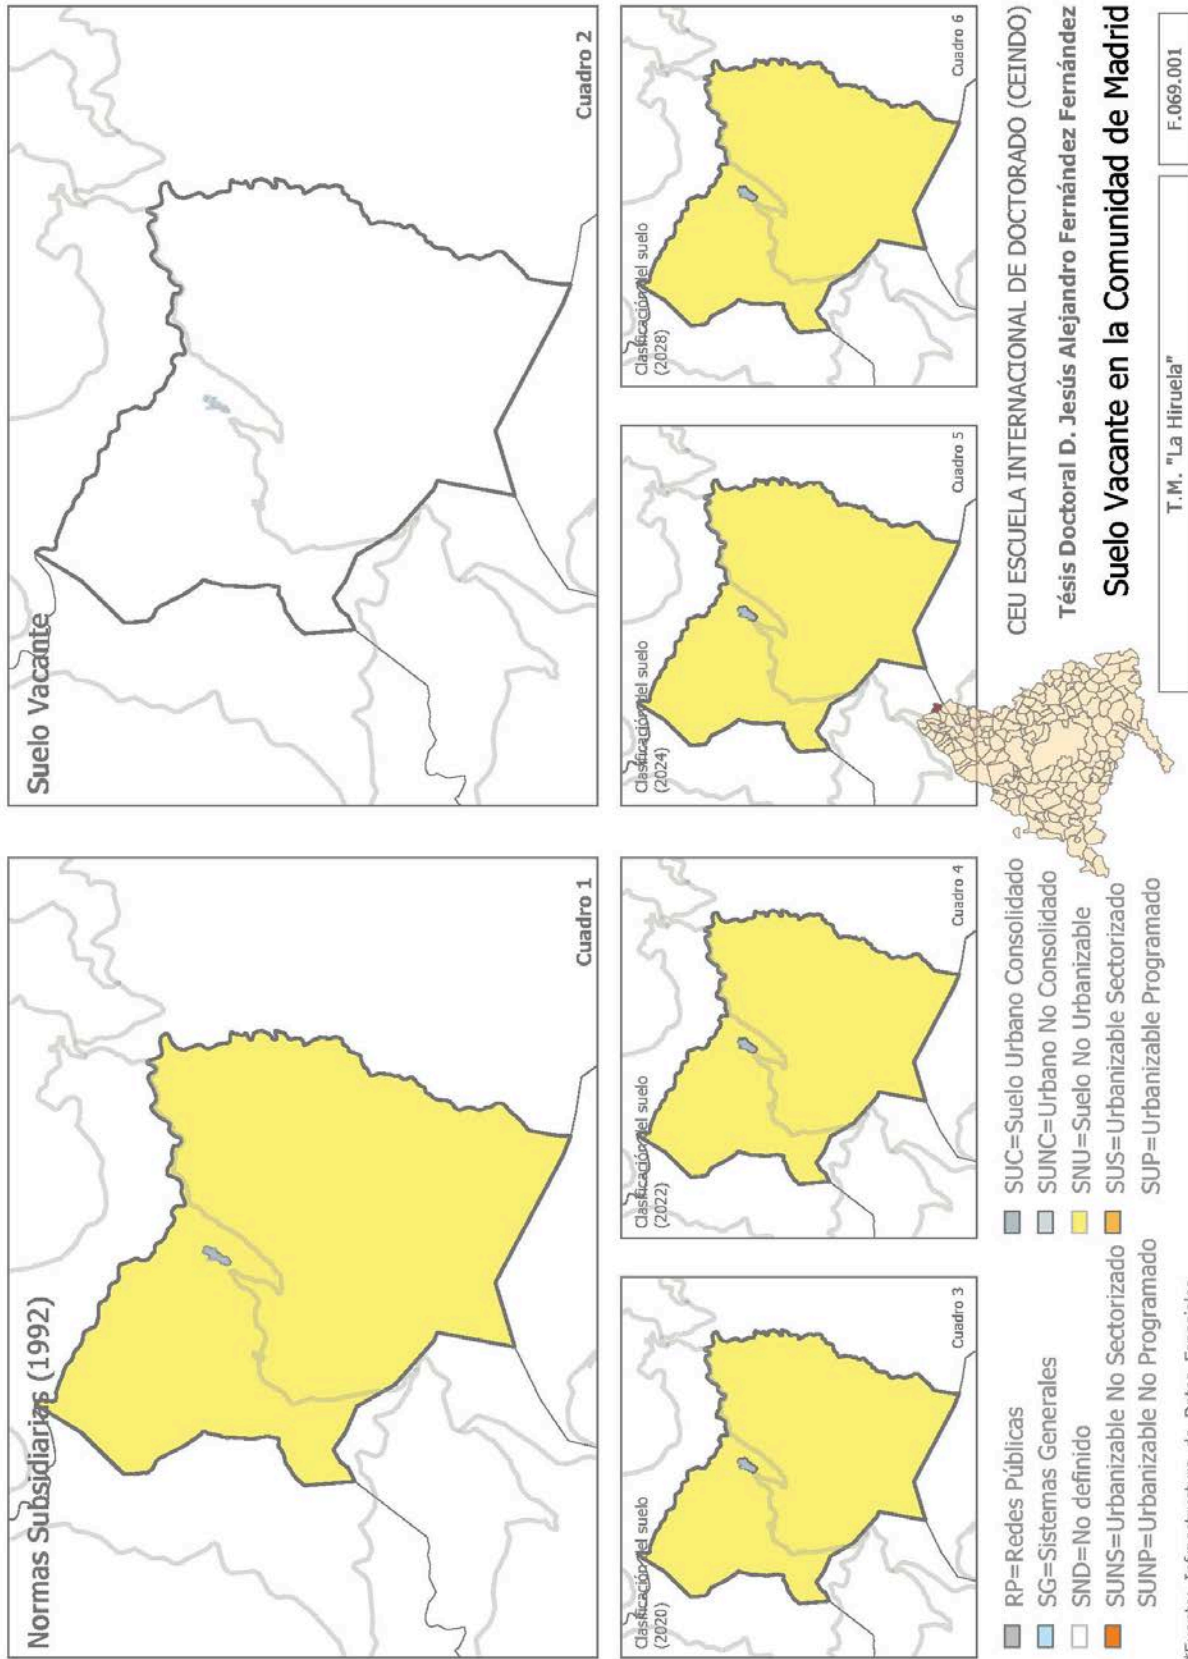 Normas Subsidiarias (1992)
Cuadro 1
Suelo Vacante
Cuadro 2
Clasificación del suelo
(2020)
Cuadro 3
Clasificación del suelo
(2022)
Cuadro 4
Clasificación del suelo
(2024)
Cuadro 5
Clasificación del suelo
(2028)
Cuadro 6
RP=Redes Públicas
SG=Sistemas Generales
SND=No definido
SUNS=Urbanizable No Sectorizado
SUNP=Urbanizable No Programado
SUC=Suelo Urbano Consolidado
SUNC=Urbano No Consolidado
SNU=Suelo No Urbanizable
SUS=Urbanizable Sectorizado
SUP=Urbanizable Programado
CEU ESCUELA INTERNACIONAL DE DOCTORADO (CEINDO)
Tésis Doctoral D. Jesús Alejandro Fernández Fernández
Suelo Vacante en la Comunidad de Madrid
T.M. "La Hiruela"
F.069.001